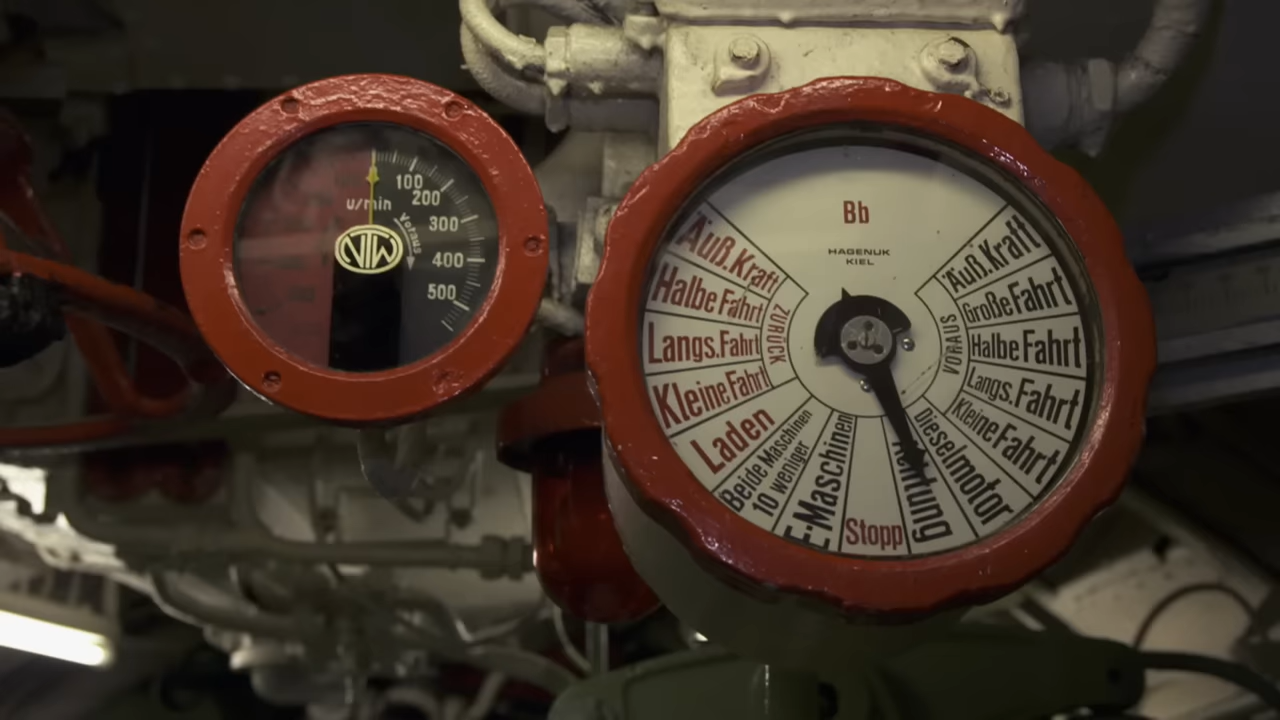 100
200
u/min
300
Voraus
400
500
NTW
Bb
HAGENUK
KIEL
Äuß.Kraft
Halbe Fahrt
Langs.Fahrt
Kleine Fahrt
Laden
ZURÜCK
Beide Maschinen
10 weniger
E-Maschinen
Stopp
Dieselmotor
Kleine Fahrt
Langs. Fahrt
Halbe Fahrt
Große Fahrt
Äuß.Kraft
VORAUS